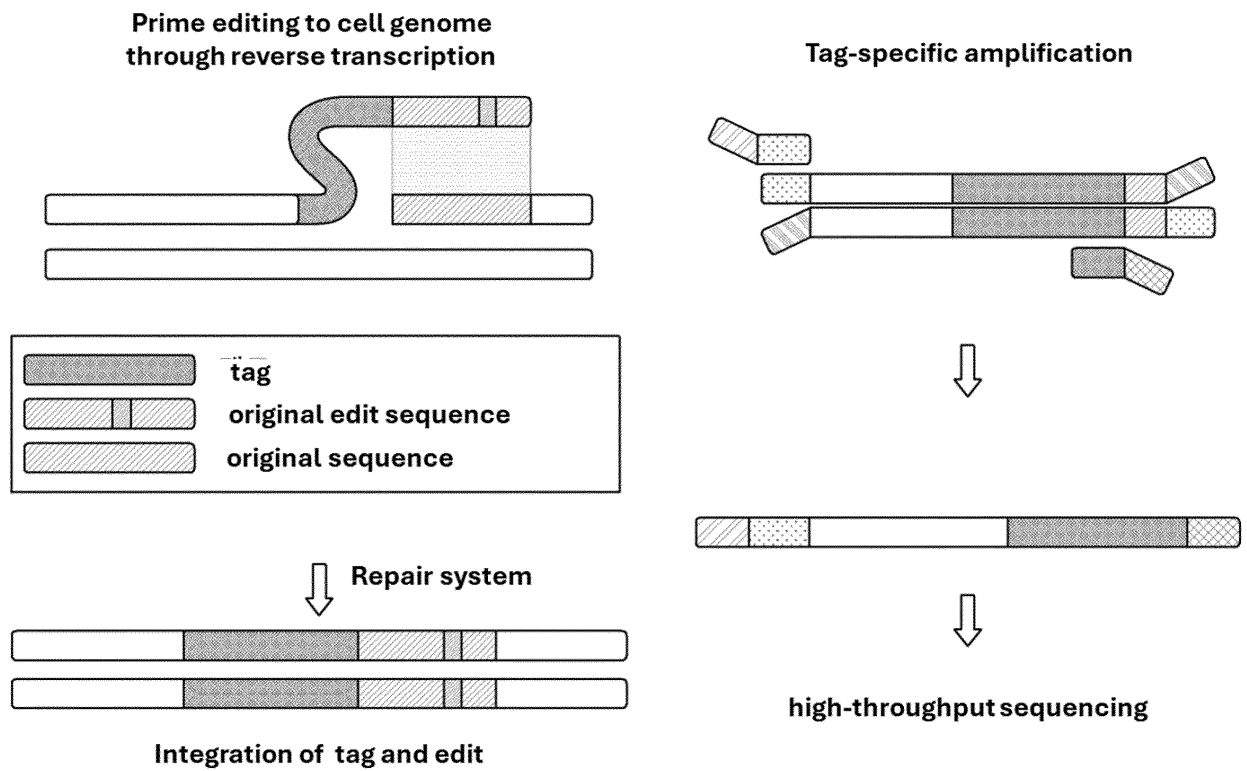 Prime editing to cell genome
through reverse transcription
tag
original edit sequence
original sequence
Repair system
Integration of tag and edit
Tag-specific amplification
high-throughput sequencing